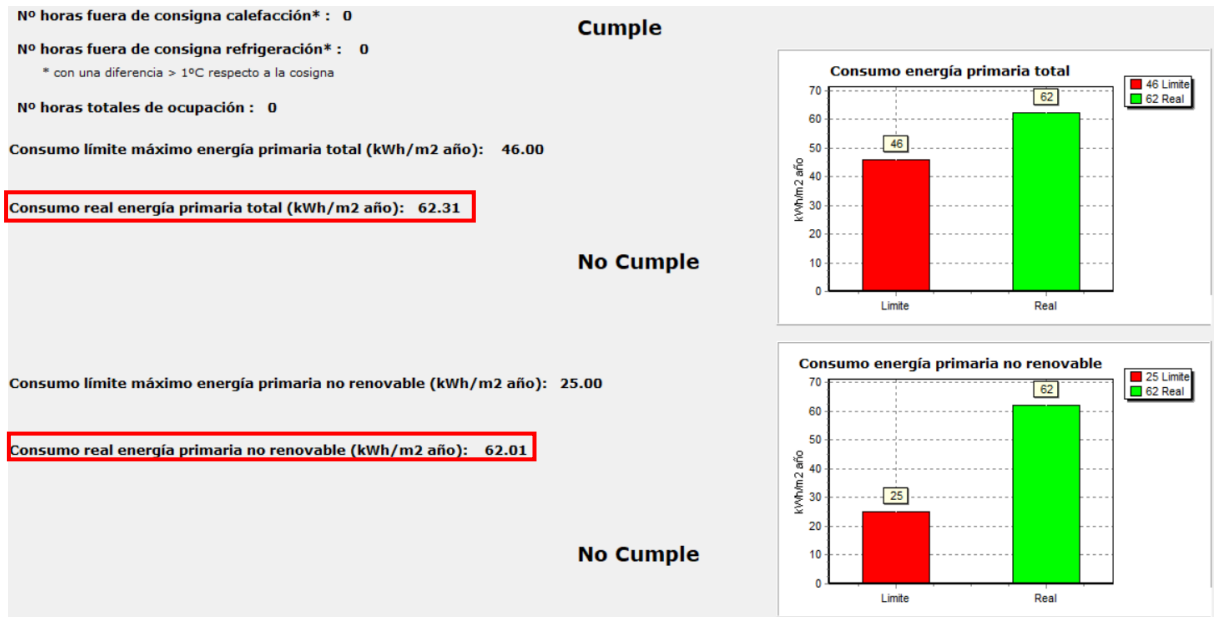 Nº horas fuera de consigna calefacción* : 0
Cumple
Nº horas fuera de consigna refrigeración* : 0
* con una diferencia > 1ºC respecto a la cosigna
Nº horas totales de ocupación : 0
Consumo límite máximo energía primaria total (kWh/m2 año): 46.00
Consumo real energía primaria total (kWh/m2 año): 62.31
No Cumple
Consumo energía primaria total
46 Limite
62 Real
70
60
50
40
30
20
10
0
kWh/m2 año
46
62
Limite
Real
Consumo límite máximo energía primaria no renovable (kWh/m2 año): 25.00
Consumo real energía primaria no renovable (kWh/m2 año): 62.01
No Cumple
Consumo energía primaria no renovable
25 Limite
62 Real
70
60
50
40
30
20
10
0
kWh/m2 año
25
62
Limite
Real